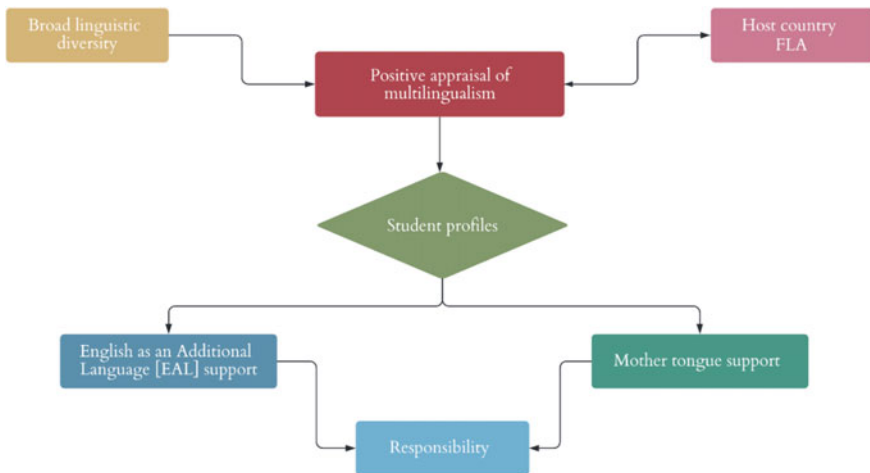 Broad linguistic
diversity
Host country
FLA
Positive appraisal of
multilingualism
Student profiles
English as an Additional
Language [EAL] support
Mother tongue support
Responsibility